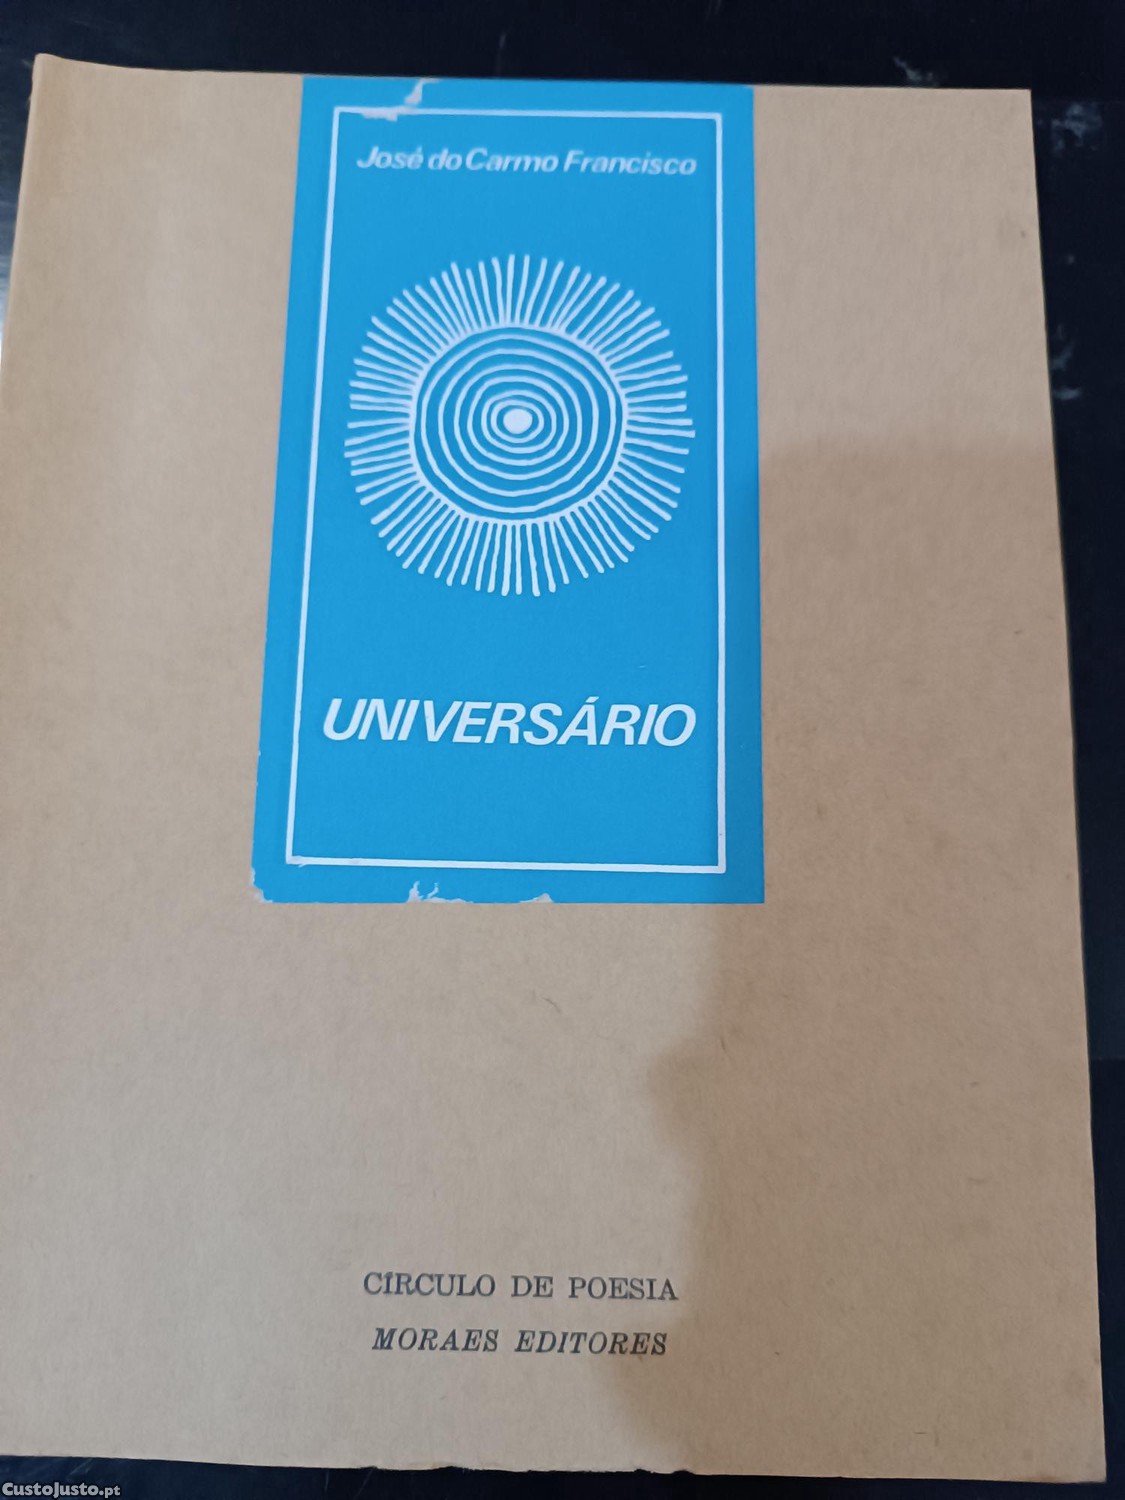 José do Carmo Francisco
UNIVERSÁRIO
CÍRCULO DE POESIA
MORAES EDITORES
CustoJusto.pt